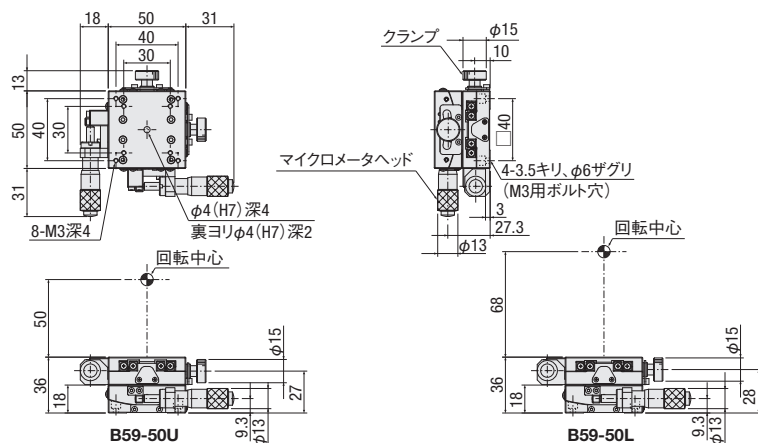 18
50
31
40
30
13
50
40
30
31
8-M3深4
φ4(H7)深4
裏ヨリφ4(H7)深2
クランプ
φ15
10
□40
マイクロメータヘッド
4-3.5キリ、φ6ザグリ
(M3用ボルト穴)
3
27.3
φ13
回転中心
50
36
18
φ15
27
9.3
φ13
B59-50U
回転中心
68
36
18
φ15
28
9.3
φ13
B59-50L